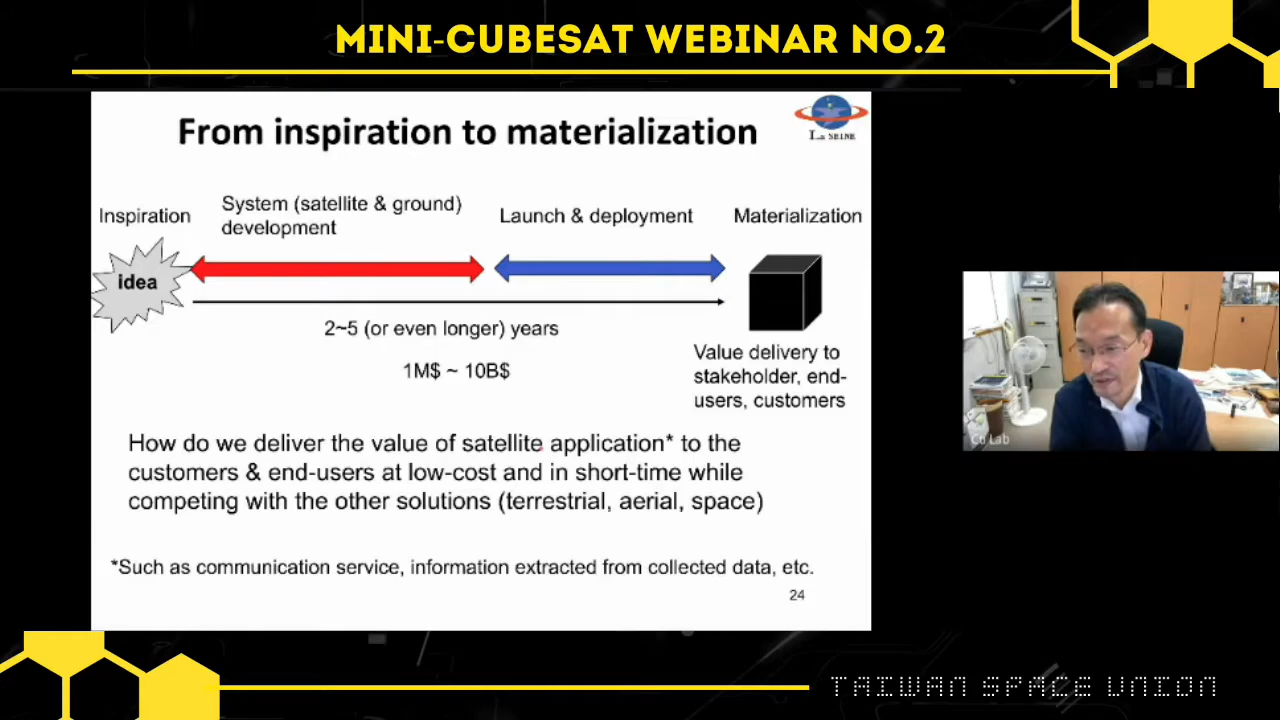 MINI-CUBESAT WEBINAR NO.2
From inspiration to materialization
La SEINE
Inspiration
System (satellite & ground)
development
Launch & deployment
Materialization
idea
2~5 (or even longer) years
1M$ ~ 10B$
Value delivery to
stakeholder, end-
users, customers
How do we deliver the value of satellite application* to the
customers & end-users at low-cost and in short-time while
competing with the other solutions (terrestrial, aerial, space)
*Such as communication service, information extracted from collected data, etc.
24
Co Lab
TAIWAN SPACE UNION